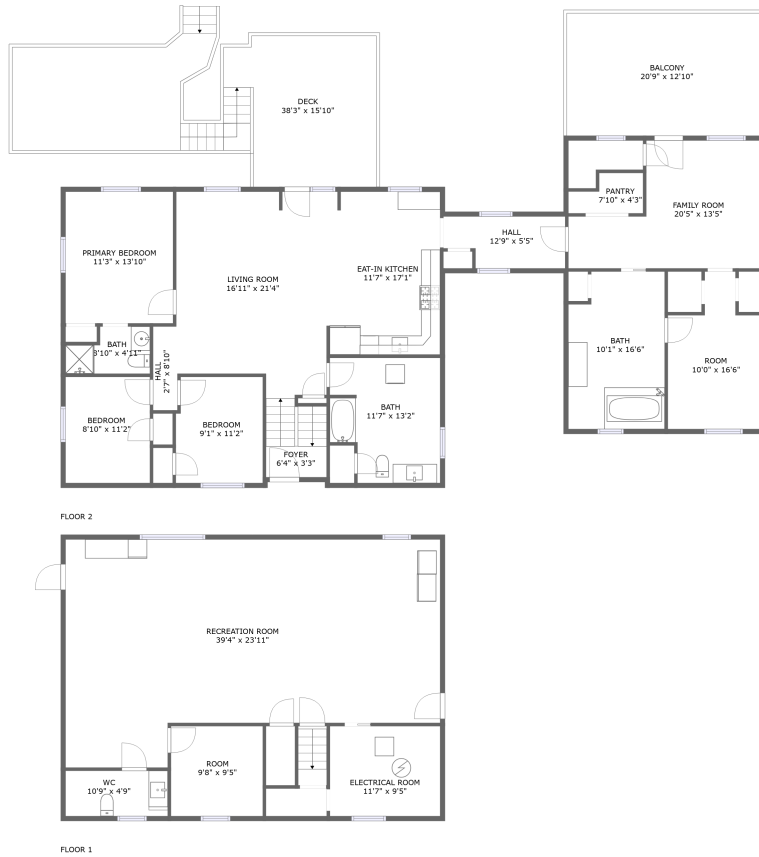 DECK
38'3" x 15'10"
BALCONY
20'9" x 12'10"
PANTRY
7'10" x 4'3"
FAMILY ROOM
20'5" x 13'5"
HALL
12'9" x 5'5"
PRIMARY BEDROOM
11'3" x 13'10"
LIVING ROOM
16'11" x 21'4"
EAT-IN KITCHEN
11'7" x 17'1"
BATH
3'10" x 4'11"
HALL
2'7" x 8'10"
BATH
10'1" x 16'6"
ROOM
10'0" x 16'6"
BEDROOM
8'10" x 11'2"
BEDROOM
9'1" x 11'2"
BATH
11'7" x 13'2"
FOYER
6'4" x 3'3"
FLOOR 2
RECREATION ROOM
39'4" x 23'11"
ROOM
9'8" x 9'5"
WC
10'9" x 4'9"
ELECTRICAL ROOM
11'7" x 9'5"
FLOOR 1